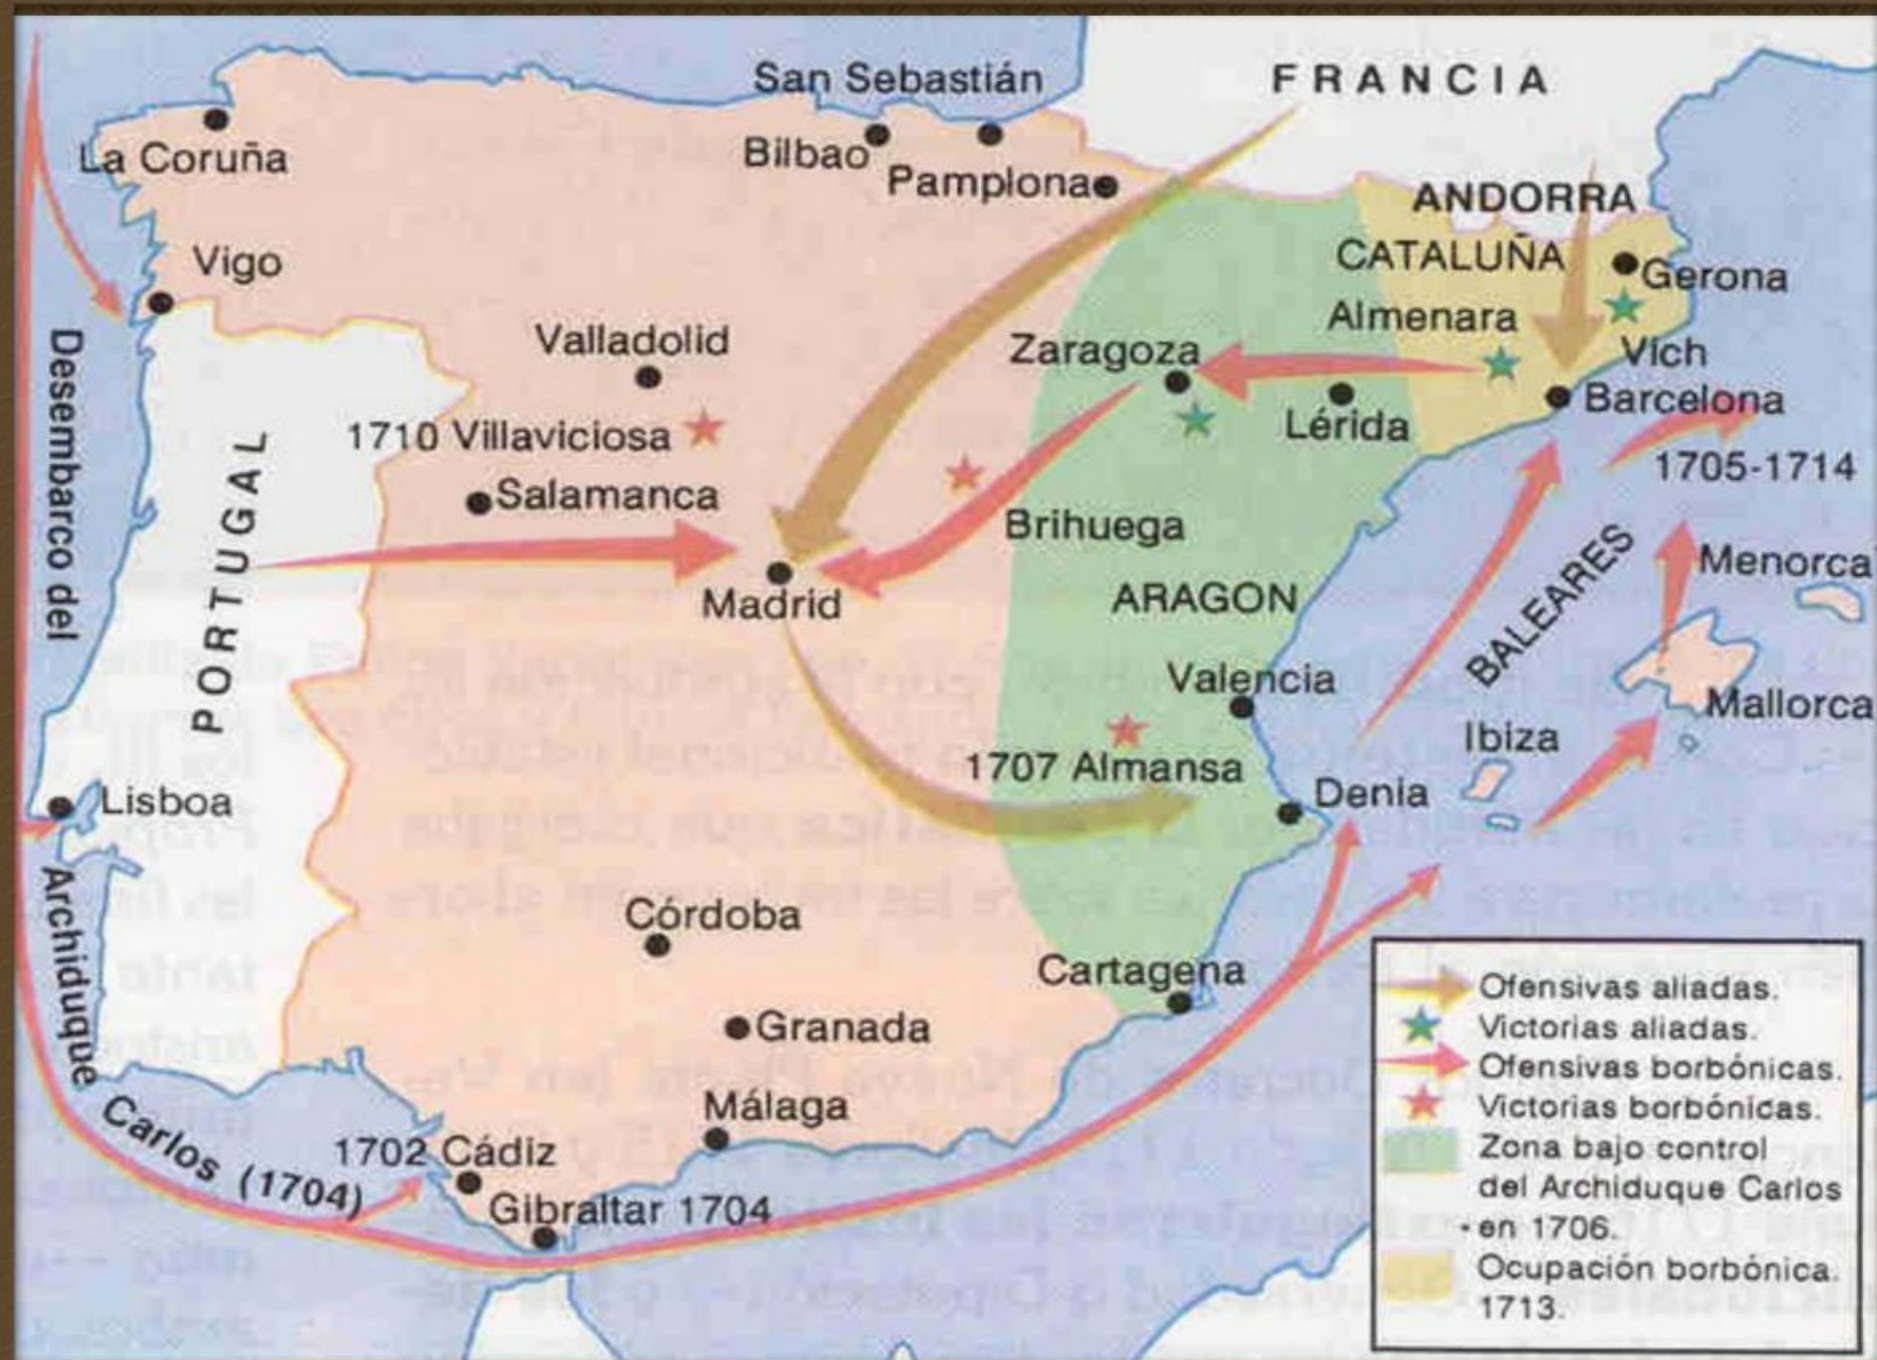 San Sebastián
FRANCIA
La Coruña
Bilbao
Pamplona
ANDORRA
CATALUÑA
Gerona
Vigo
Almenara
Valladolid
Zaragoza
Vich
Barcelona
1710 Villaviciosa
Lérida
1705-1714
Salamanca
Brihuega
PORTUGAL
Madrid
ARAGON
BALEARES
Menorca
Valencia
Mallorca
Ibiza
1707 Almansa
Denia
Lisboa
Desembarco del
Archiduque
Carlos (1704)
Córdoba
Cartagena
Granada
Málaga
1702 Cádiz
Gibraltar 1704
Ofensivas aliadas.
Victorias aliadas.
Ofensivas borbónicas.
Victorias borbónicas.
Zona bajo control
del Archiduque Carlos
- en 1706.
Ocupación borbónica.
1713.